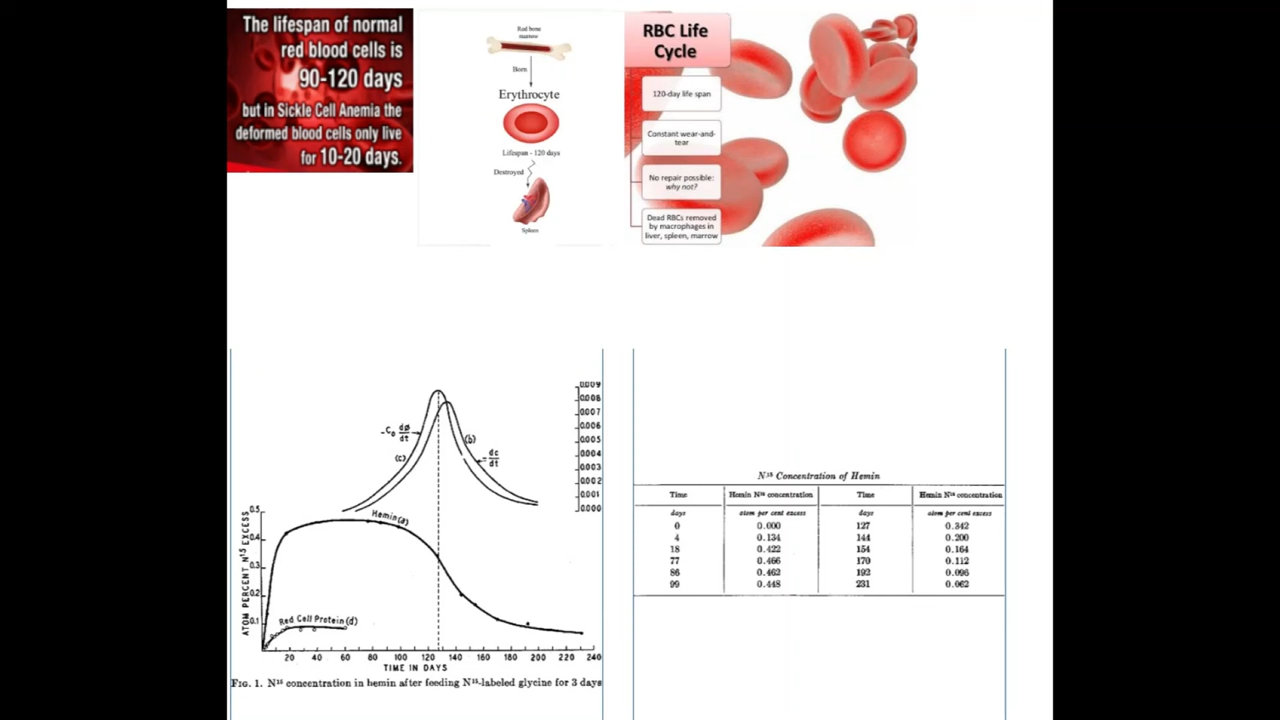 The lifespan of normal
red blood cells is
90-120 days
but in Sickle Cell Anemia the
deformed blood cells only live
for 10-20 days.
Red bone
marrow
Born
Erythrocyte
Lifespan - 120 days
Destroyed
Spleen
RBC Life
Cycle
120-day life span
Constant wear-and-
tear
No repair possible:
why not?
Dead RBCs removed
by macrophages in
liver, spleen, marrow
0.009
0.008
0.007
0.006
0.005
0.004
0.003
0.002
0.001
0.000
-C₀ dø/dt
(c)
(b)
-dc/dt
Hemin(a)
Red Cell Protein(d)
ATOM PERCENT N¹⁵ EXCESS
0.5
0.4
0.3
0.2
0.1
20 40 60 80 100 120 140 160 180 200 220 240
TIME IN DAYS
FIG. 1. N¹⁵ concentration in hemin after feeding N¹⁵-labeled glycine for 3 days
N¹⁵ Concentration of Hemin
Time Hemin N¹⁵ concentration Time Hemin N¹⁵ concentration
days atom per cent excess days atom per cent excess
0 0.000 127 0.342
4 0.134 144 0.200
18 0.422 154 0.164
77 0.466 170 0.112
86 0.462 192 0.096
99 0.448 231 0.062